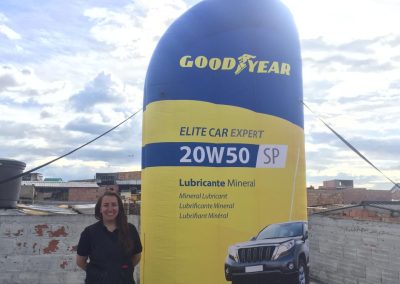 GOODYEAR
ELITE CAR EXPERT
20W50 SP
Lubricante Mineral
Mineral Lubricant
Lubrificante Mineral
Lubrifiant Minéral